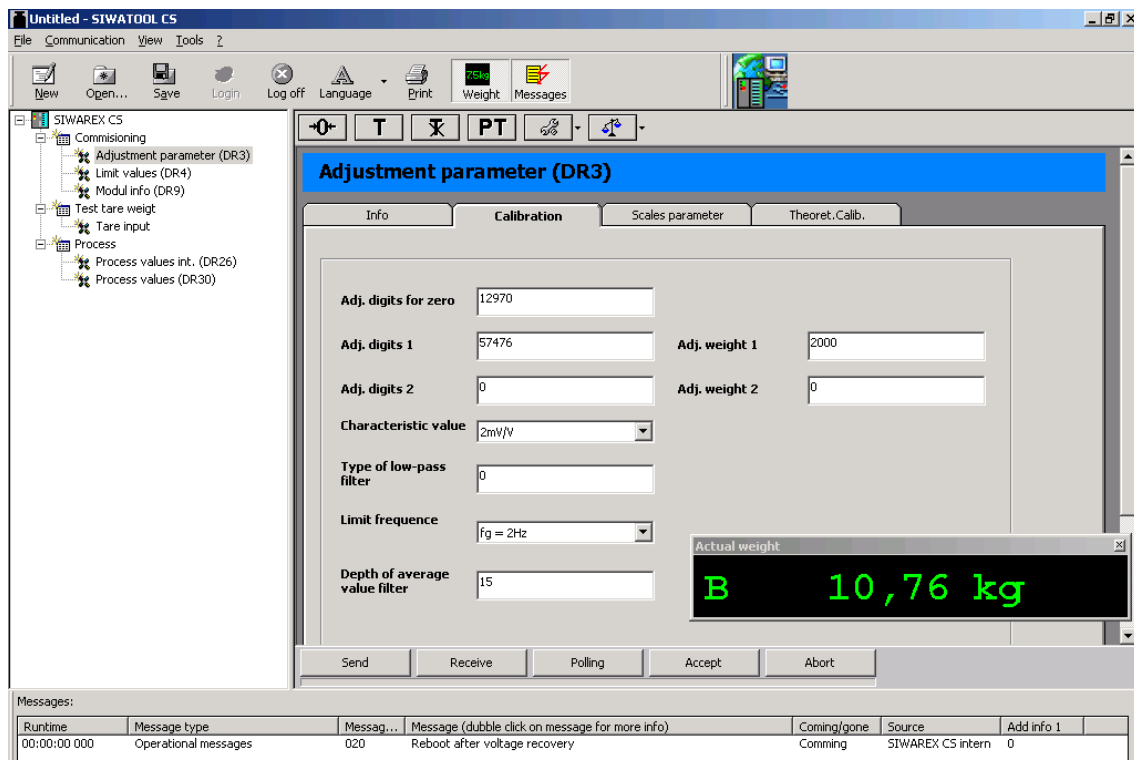 Untitled - SIWATOOL CS
File Communication View Tools ?
New Open... Save Login Log off Language Print 7.5kg Weight Messages
SIWAREX CS
Commisioning
Adjustment parameter (DR3)
Limit values (DR4)
Modul info (DR9)
Test tare weigt
Tare input
Process
Process values int. (DR26)
Process values (DR30)
→0← T T PT
Adjustment parameter (DR3)
Info Calibration Scales parameter Theoret.Calib.
Adj. digits for zero 12970
Adj. digits 1 57476 Adj. weight 1 2000
Adj. digits 2 0 Adj. weight 2 0
Characteristic value 2mV/V
Type of low-pass
filter 0
Limit frequence fg = 2Hz
Depth of average
value filter 15
Actual weight
B 10,76 kg
Send Receive Polling Accept Abort
Messages:
Runtime Message type Messag... Message (dubble click on message for more info) Coming/gone Source Add info 1
00:00:00 000 Operational messages 020 Reboot after voltage recovery Comming SIWAREX CS intern 0